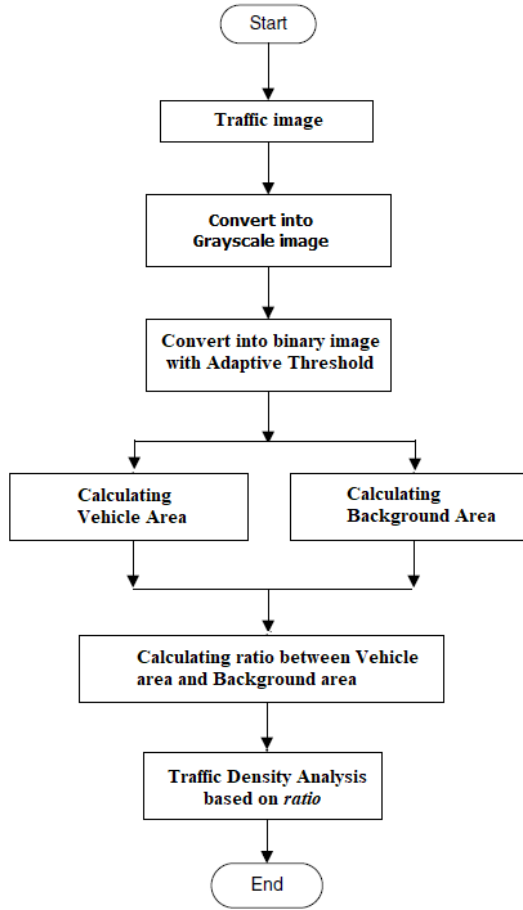 Start
Traffic image
Convert into
Grayscale image
Convert into binary image
with Adaptive Threshold
Calculating
Vehicle Area
Calculating
Background Area
Calculating ratio between Vehicle
area and Background area
Traffic Density Analysis
based on ratio
End